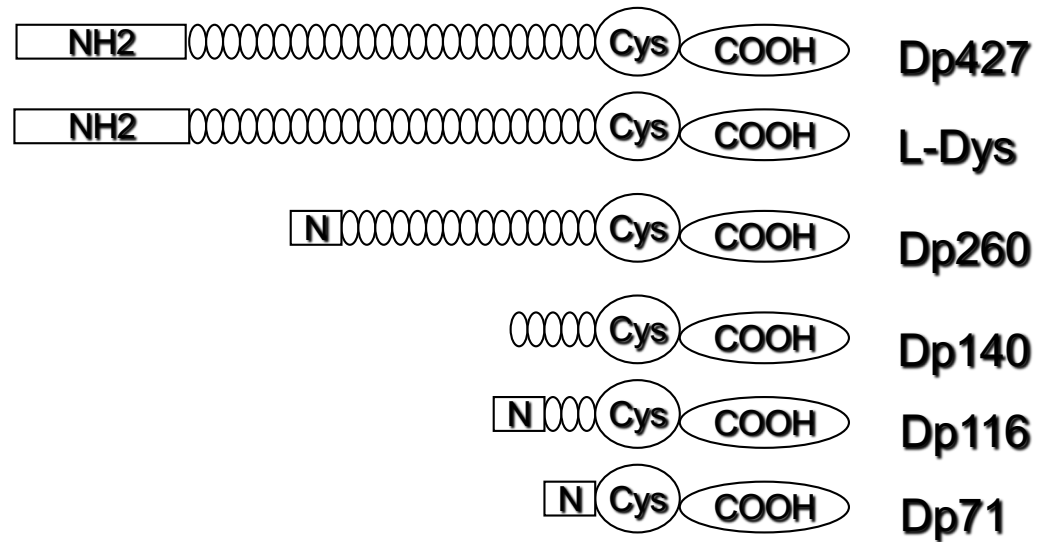 NH2 Cys COOH Dp427
NH2 Cys COOH L-Dys
N Cys COOH Dp260
Cys COOH Dp140
N Cys COOH Dp116
N Cys COOH Dp71